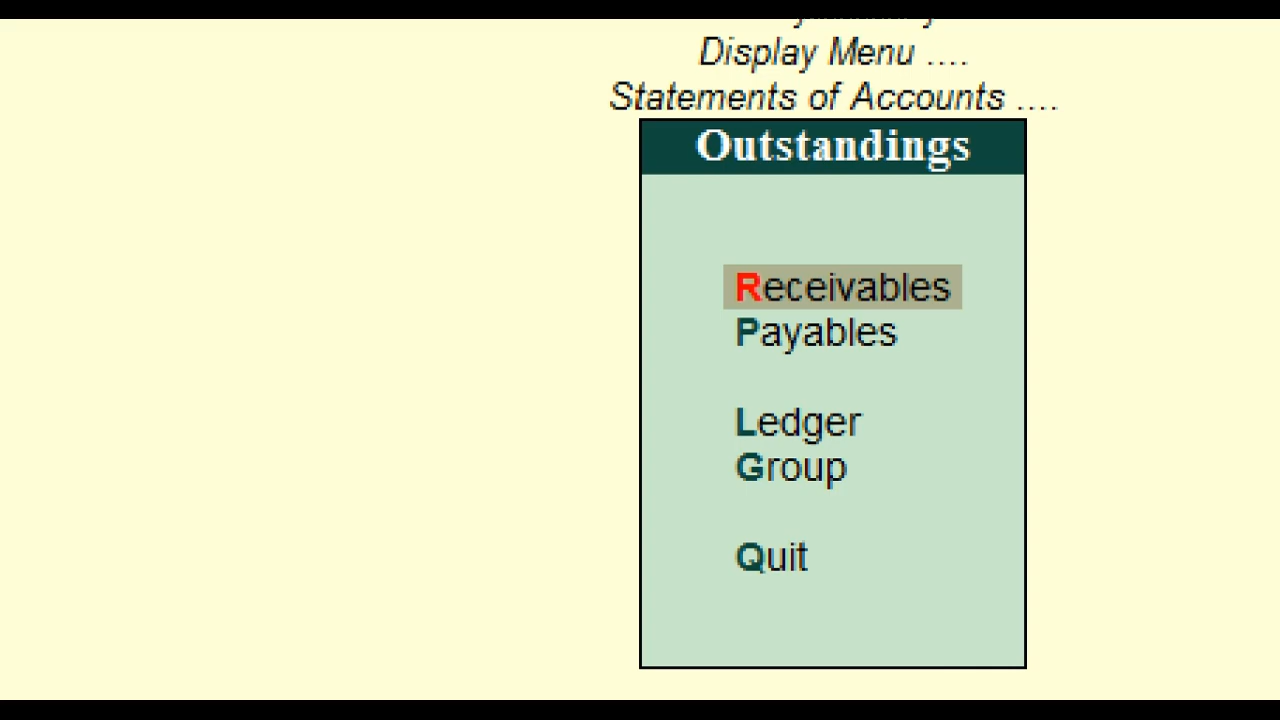 Display Menu ....
Statements of Accounts ....
Outstandings
Receivables
Payables
Ledger
Group
Quit